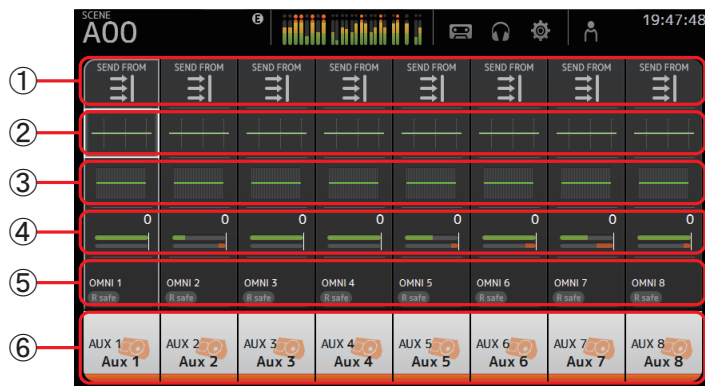 SCENE
A00
E
19:47:48
① SEND FROM SEND FROM SEND FROM SEND FROM SEND FROM SEND FROM SEND FROM SEND FROM
②
③
④ 0 0 0 0 0 0 0 0
⑤ OMNI 1 OMNI 2 OMNI 3 OMNI 4 OMNI 5 OMNI 6 OMNI 7 OMNI 8
R safe R safe R safe R safe R safe R safe R safe R safe
⑥ AUX 1 AUX 2 AUX 3 AUX 4 AUX 5 AUX 6 AUX 7 AUX 8
Aux 1 Aux 2 Aux 3 Aux 4 Aux 5 Aux 6 Aux 7 Aux 8